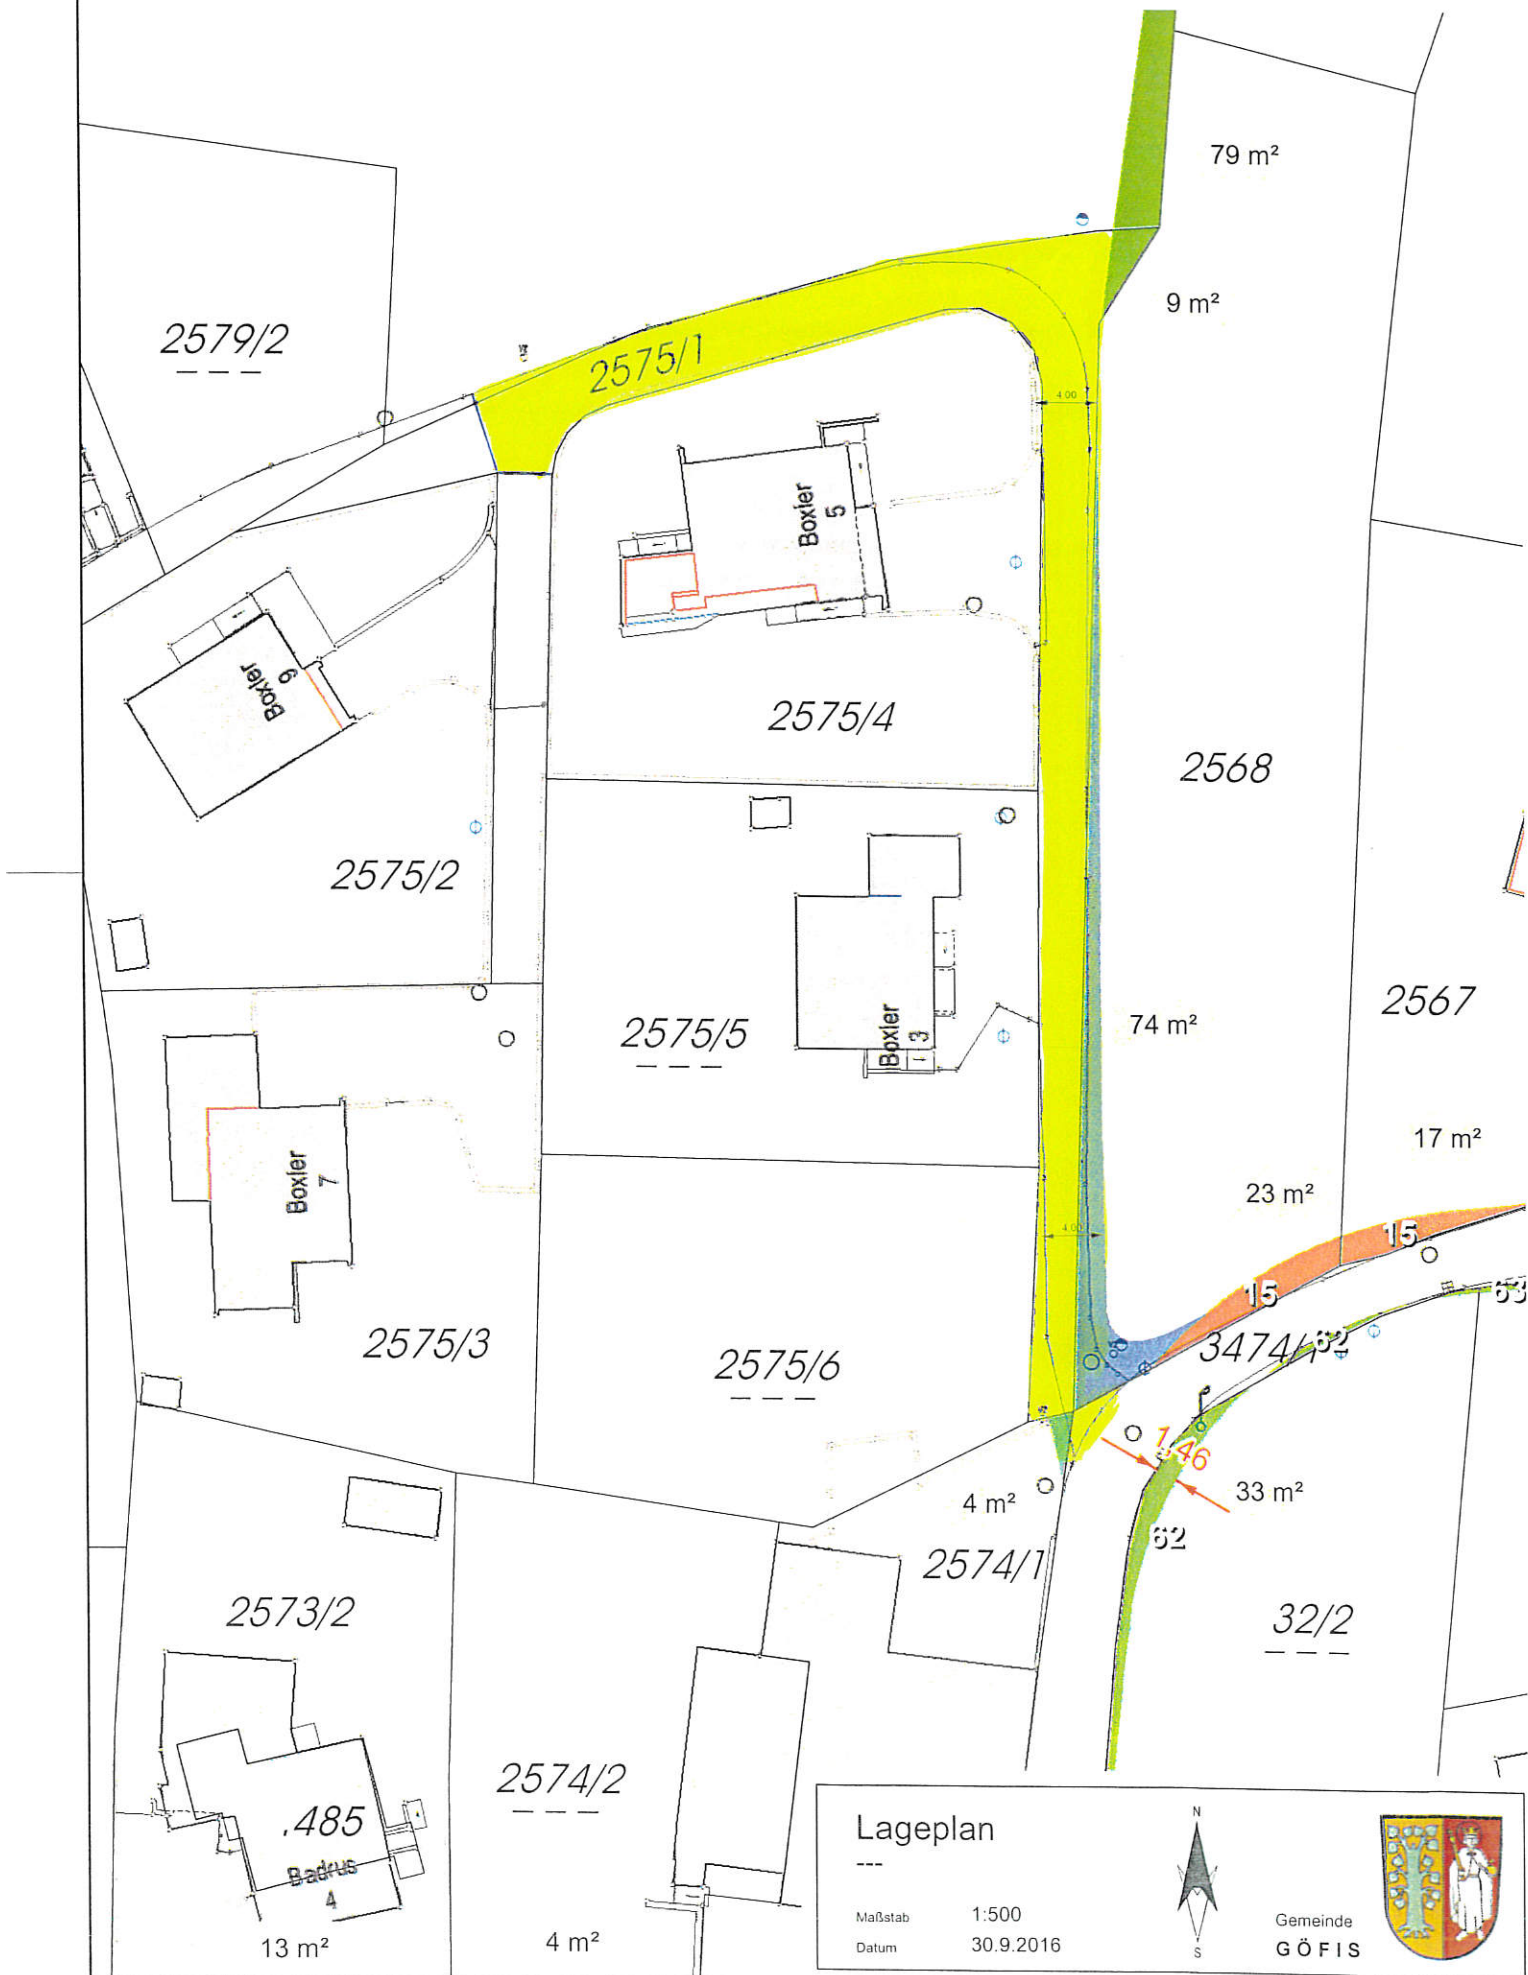 79 m²
9 m²
2579/2
2575/1
4.00
Boxler
5
Boxler
9
2575/4
2568
2575/2
2567
2575/5
Boxler
3
74 m²
17 m²
Boxler
7
23 m²
4.00
15
15
63
2575/3
2575/6
3474/1
62
1,46
33 m²
4 m²
62
2574/1
2573/2
32/2
2574/2
.485
Badrus
4
13 m²
4 m²
Lageplan
---
Maßstab 1:500
Datum 30.9.2016
N
S
Gemeinde
GÖFIS